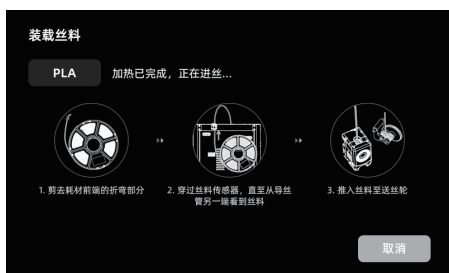 装载丝料
PLA 加热已完成，正在进丝...
1. 剪去耗材前端的折弯部分
2. 穿过丝料传感器，直至从导丝
管另一端看到丝料
3. 推入丝料至送丝轮
取消